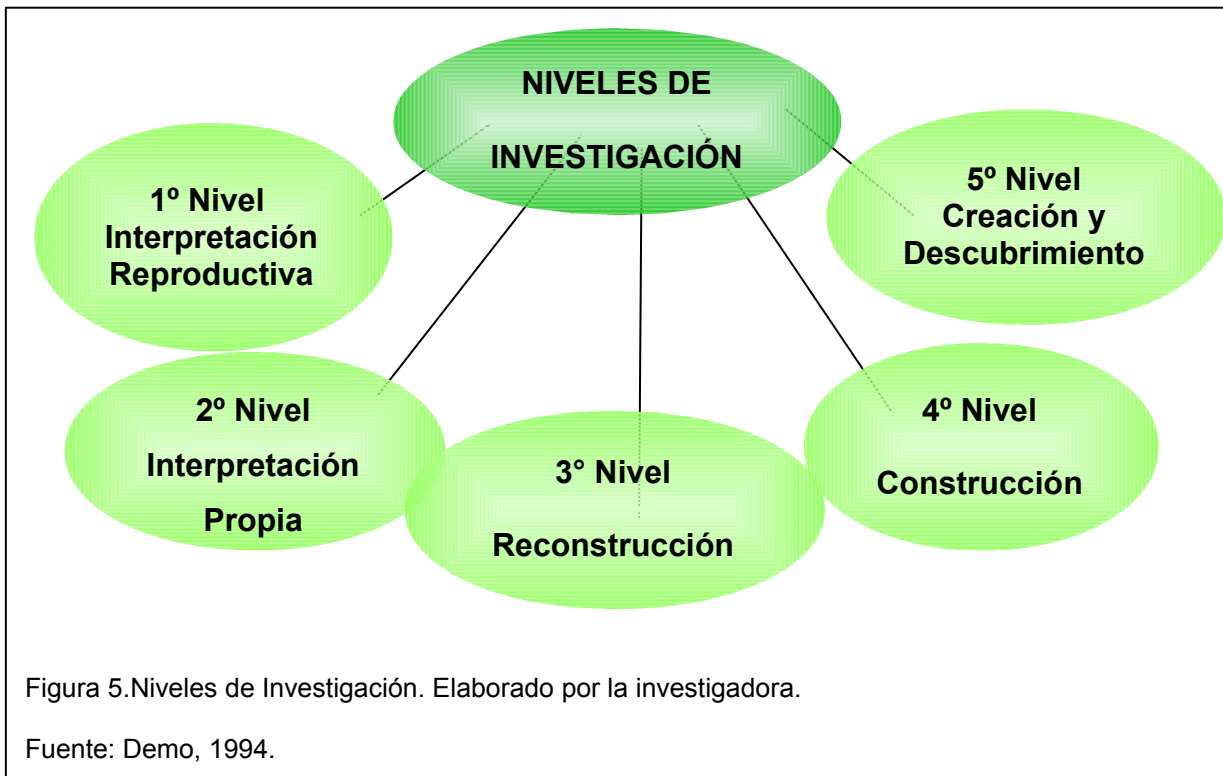 NIVELES DE
INVESTIGACIÓN
1º Nivel
Interpretación
Reproductiva
2º Nivel
Interpretación
Propia
3° Nivel
Reconstrucción
4º Nivel
Construcción
5º Nivel
Creación y
Descubrimiento
Figura 5.Niveles de Investigación. Elaborado por la investigadora.
Fuente: Demo, 1994.